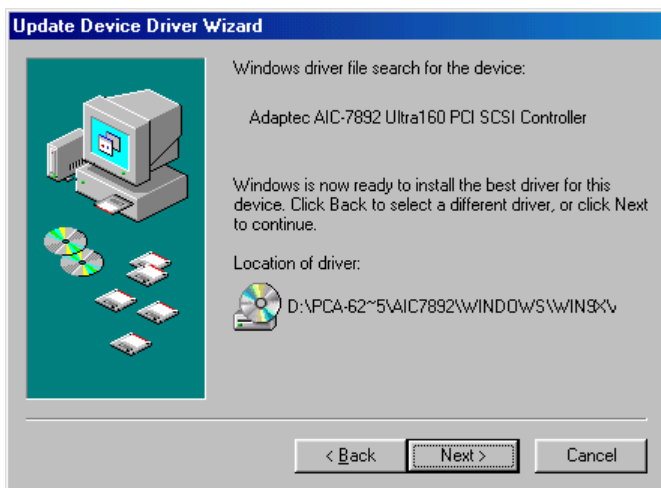 Update Device Driver Wizard
Windows driver file search for the device:
Adaptec AIC-7892 Ultra160 PCI SCSI Controller
Windows is now ready to install the best driver for this
device. Click Back to select a different driver, or click Next
to continue.
Location of driver:
D:\PCA-62~5\AIC7892\WINDOWS\WIN9X\v
< Back
Next >
Cancel